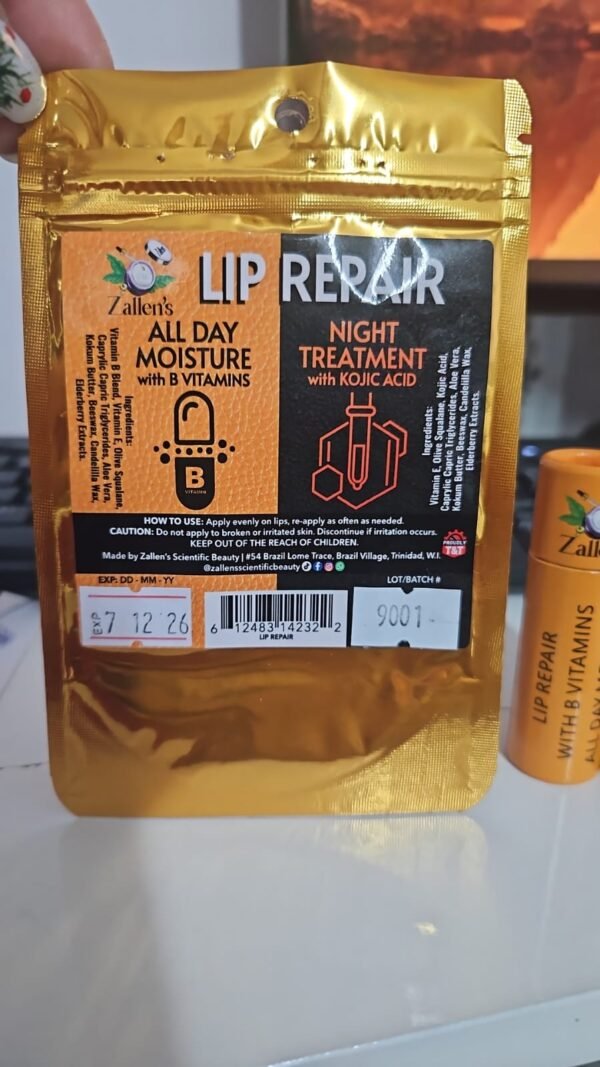 Zallen's
LIP REPAIR
ALL DAY
MOISTURE
with B VITAMINS
Ingredients:
Vitamin B Blend, Vitamin E, Olive Squalane,
Caprylic Capric Triglycerides, Aloe Vera,
Kokum Butter, Beeswax, Candelilla Wax,
Elderberry Extracts.
B
VITAMIN
NIGHT
TREATMENT
with KOJIC ACID
Ingredients:
Vitamin E, Olive Squalane, Kojic Acid,
Caprylic Capric Triglycerides, Aloe Vera,
Kokum Butter, Beeswax, Candelilla Wax,
Elderberry Extracts.
HOW TO USE: Apply evenly on lips, re-apply as often as needed.
CAUTION: Do not apply to broken or irritated skin. Discontinue if irritation occurs.
KEEP OUT OF THE REACH OF CHILDREN.
Made by Zallen's Scientific Beauty | #54 Brazil Lome Trace, Brazil Village, Trinidad, W.I.
@zallensscientificbeauty
PROUDLY
T&T
EXP: DD - MM - YY
LOT/BATCH #
EXP
7 12 26
6 12483 14232 2
LIP REPAIR
9001
Zalle
LIP REPAIR
WITH B VITAMINS
ALL DAY